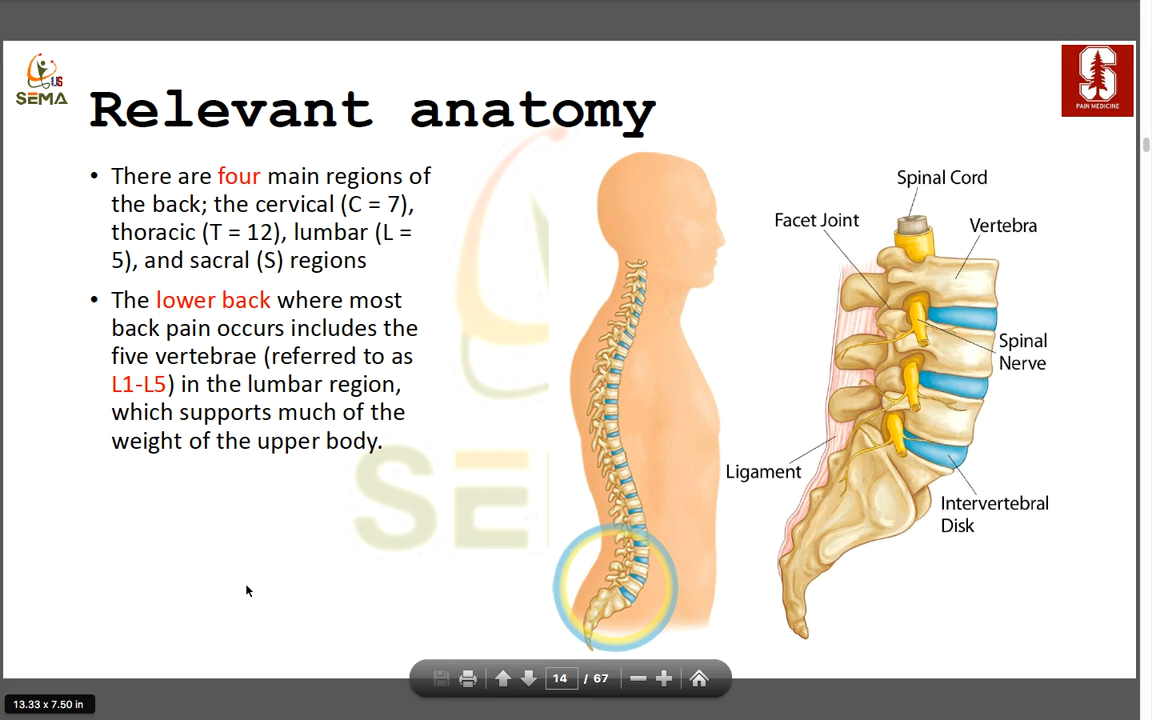 US
SEMA
Relevant anatomy
S
PAIN MEDICINE
• There are four main regions of
the back; the cervical (C = 7),
thoracic (T = 12), lumbar (L =
5), and sacral (S) regions
• The lower back where most
back pain occurs includes the
five vertebrae (referred to as
L1-L5) in the lumbar region,
which supports much of the
weight of the upper body.
SE
Spinal Cord
Facet Joint
Vertebra
Spinal
Nerve
Ligament
Intervertebral
Disk
14 / 67
13.33 x 7.50 in